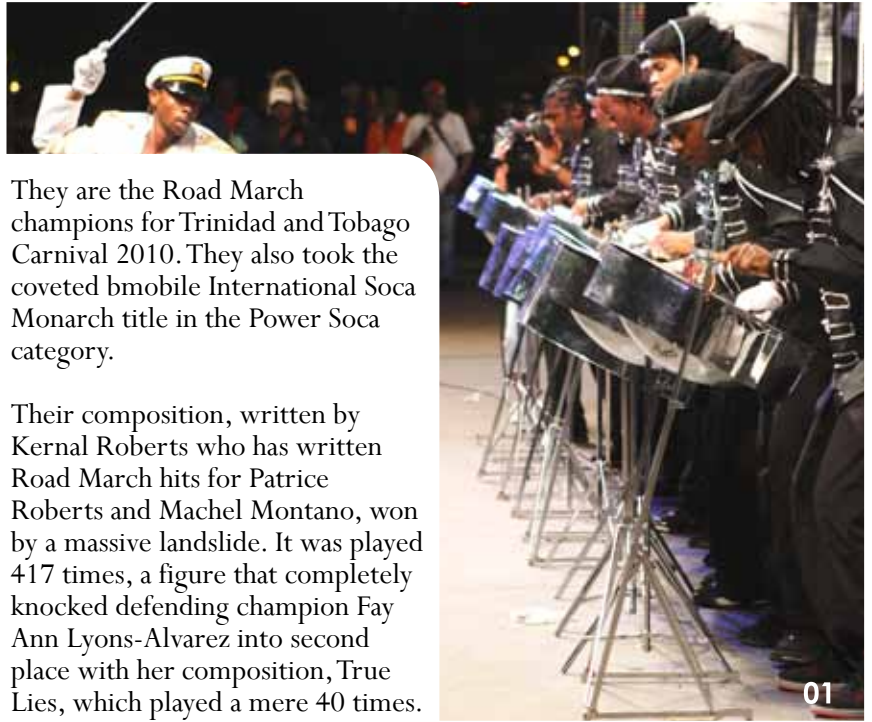 They are the Road March
champions for Trinidad and Tobago
Carnival 2010. They also took the
coveted bmobile International Soca
Monarch title in the Power Soca
category.
Their composition, written by
Kernal Roberts who has written
Road March hits for Patrice
Roberts and Machel Montano, won
by a massive landslide. It was played
417 times, a figure that completely
knocked defending champion Fay
Ann Lyons-Alvarez into second
place with her composition, True
Lies, which played a mere 40 times.
01